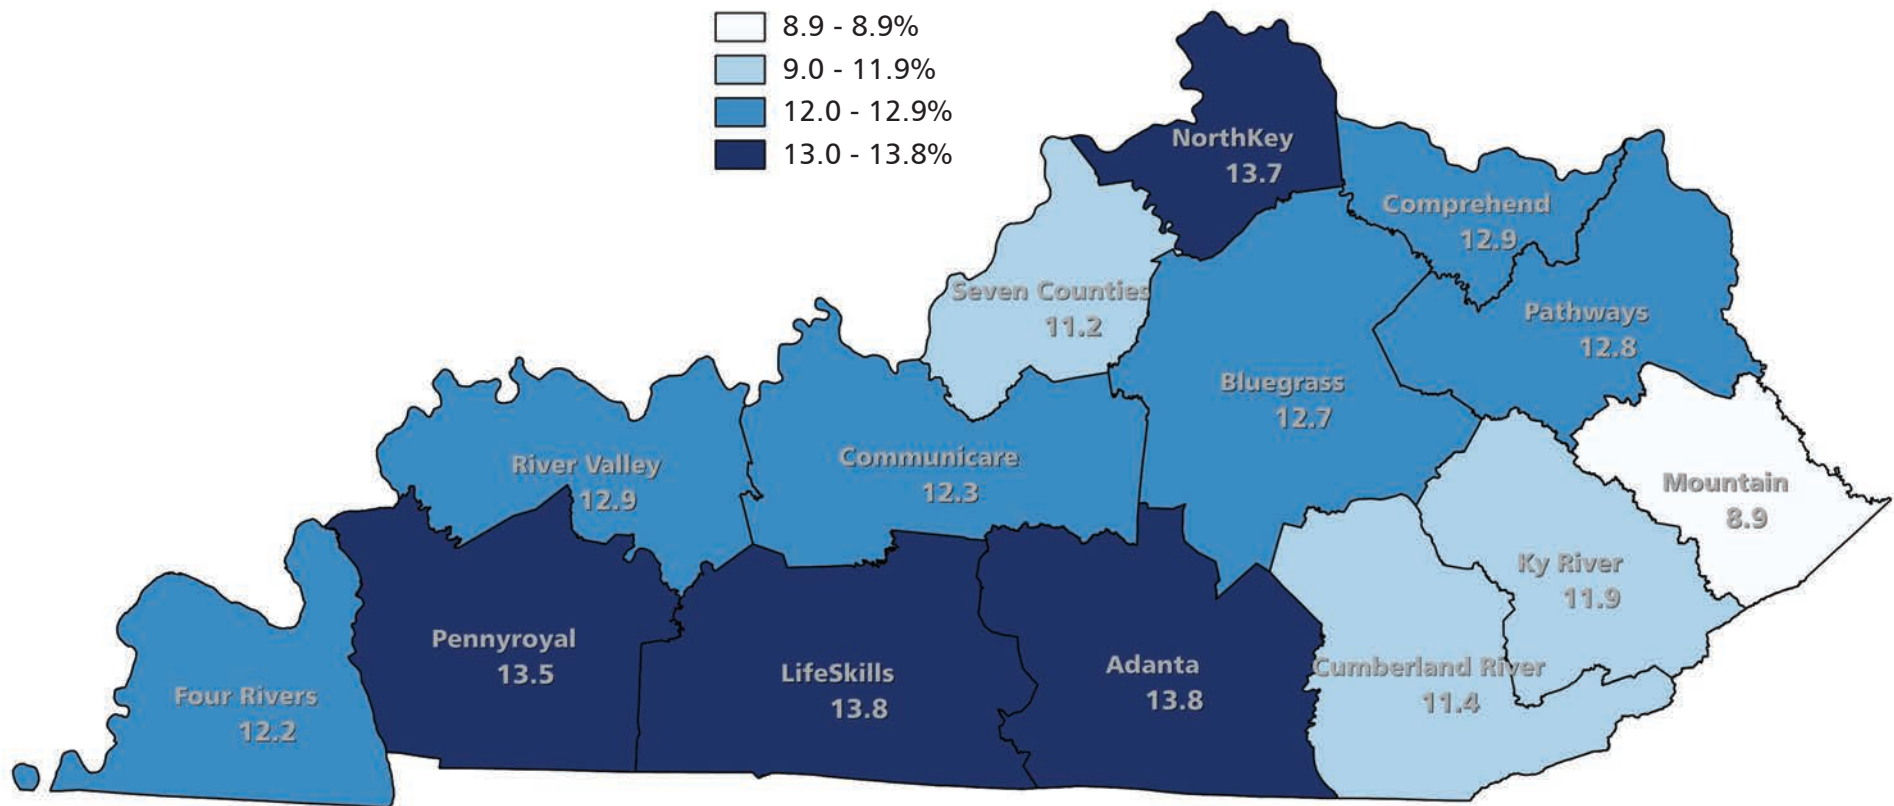 8.9 - 8.9%
9.0 - 11.9%
12.0 - 12.9%
13.0 - 13.8%
NorthKey
13.7
Comprehend
12.9
Seven Counties
11.2
Pathways
12.8
Bluegrass
12.7
River Valley
12.9
Communicare
12.3
Mountain
8.9
Ky River
11.9
Pennyroyal
13.5
LifeSkills
13.8
Adanta
13.8
Cumberland River
11.4
Four Rivers
12.2